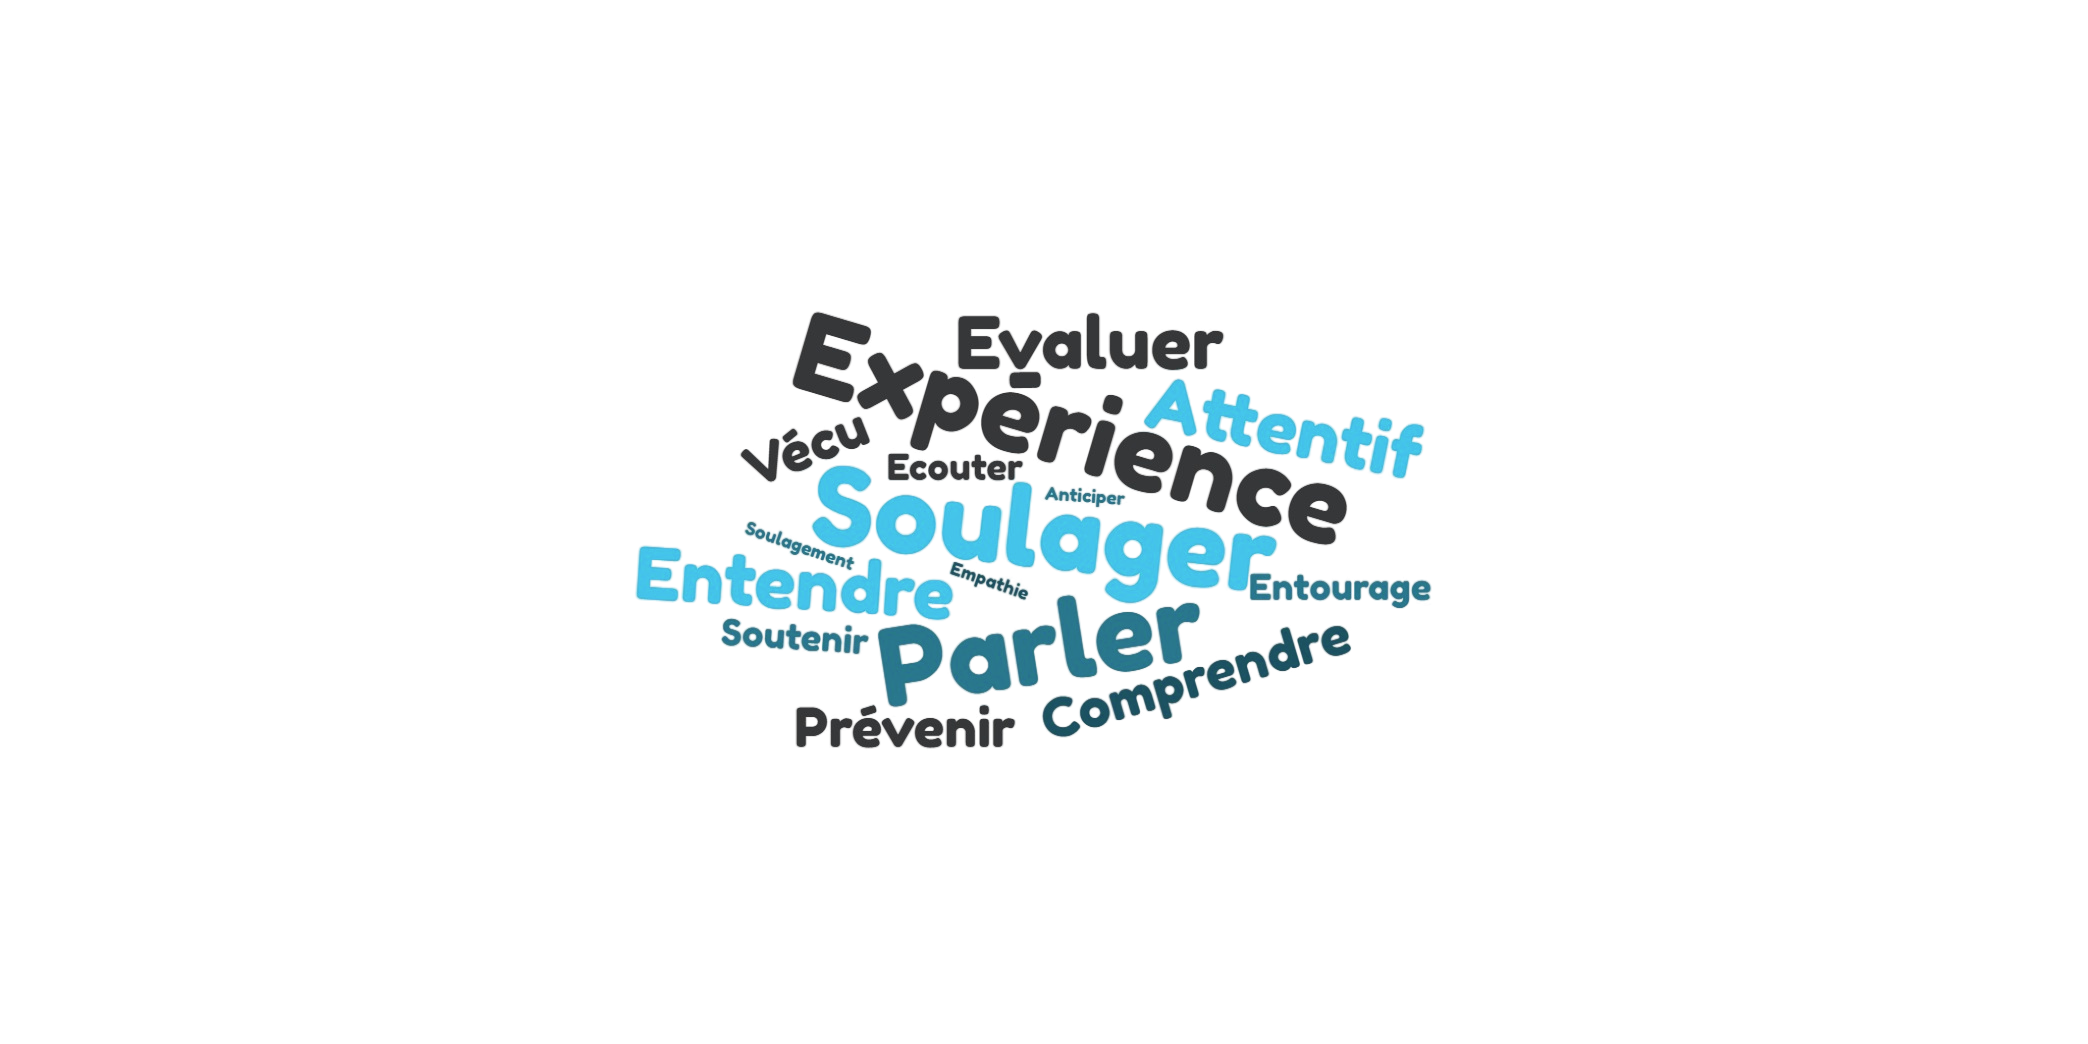 Evaluer
Expérience
Attentif
Vécu
Ecouter
Anticiper
Soulager
Soulagement
Entendre
Empathie
Entourage
Soutenir
Parler
Comprendre
Prévenir